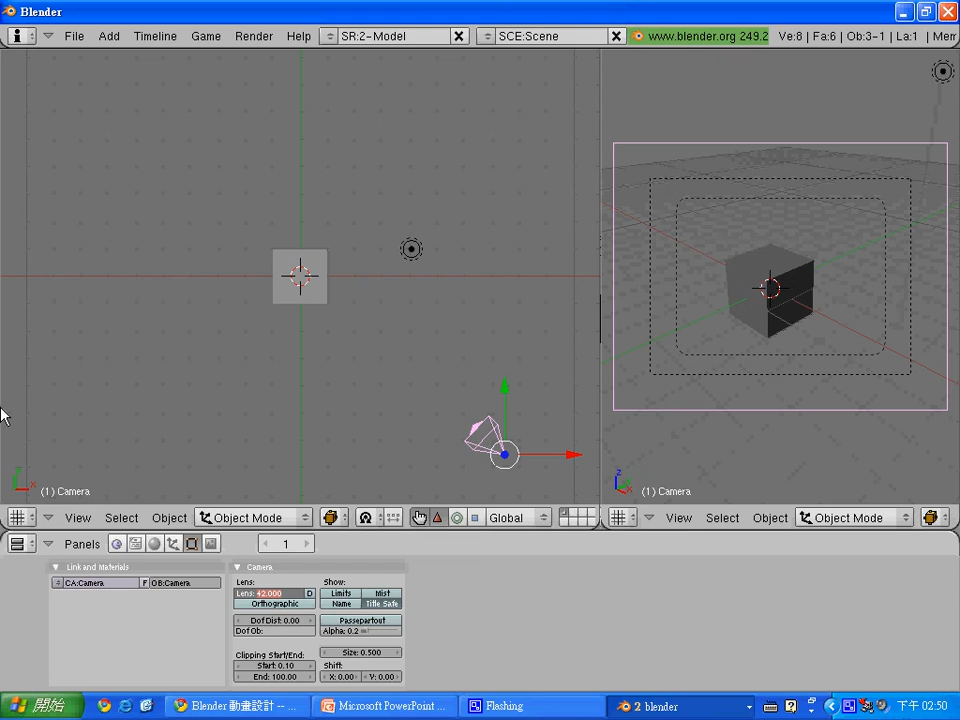 Blender
File Add Timeline Game Render Help SR:2-Model SCE:Scene www.blender.org 249.2 Ve:8 | Fa:6 | Ob:3-1 | La:1 | Mem
(1) Camera
(1) Camera
View Select Object Object Mode Global
View Select Object Object Mode
Panels 1
Link and Materials
CA:Camera F OB:Camera
Camera
Lens: Show:
Lens: 42.000 D Limits Mist
Orthographic Name Title Safe
DofDist: 0.00 Passepartout
Dof Ob: Alpha: 0.2
Clipping Start/End: Size: 0.500
Start: 0.10 Shift:
End: 100.00 X: 0.00 Y: 0.00
開始 Blender 動畫設計 -- ... Microsoft PowerPoint ... Flashing 2 blender 下午 02:50